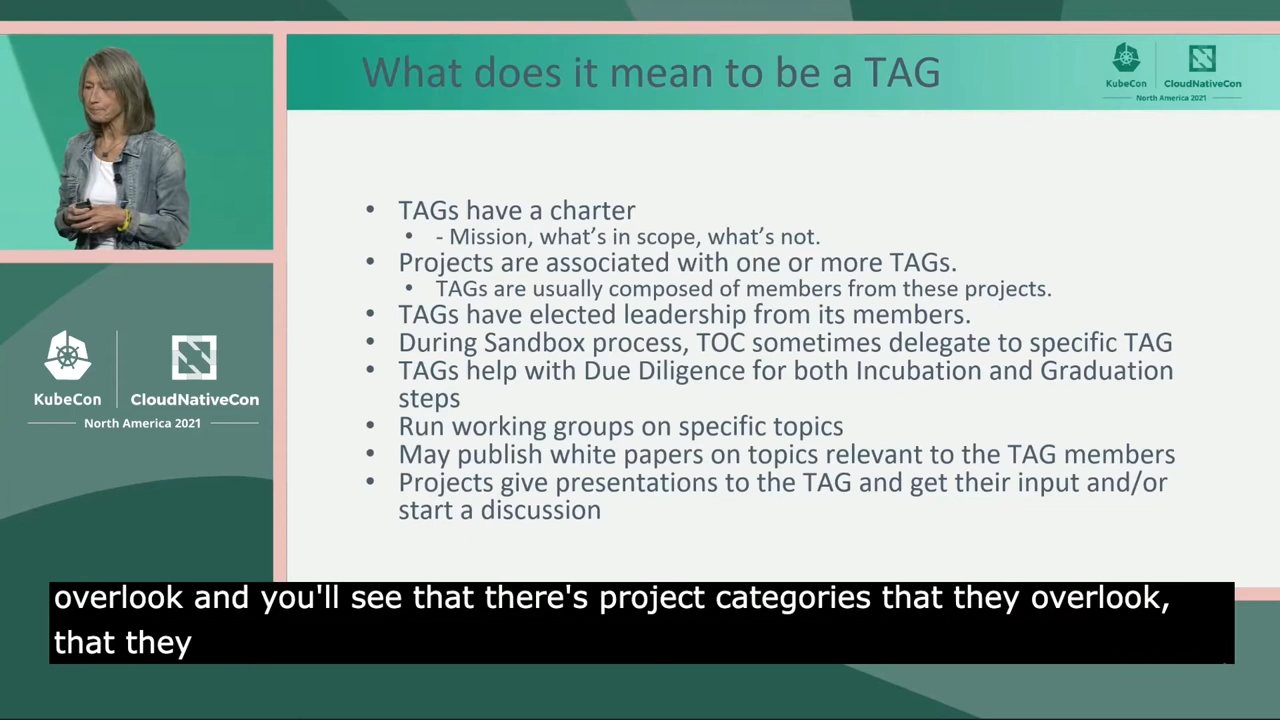 What does it mean to be a TAG
KubeCon
CloudNativeCon
North America 2021
• TAGs have a charter
• - Mission, what's in scope, what's not.
• Projects are associated with one or more TAGs.
• TAGs are usually composed of members from these projects.
• TAGs have elected leadership from its members.
• During Sandbox process, TOC sometimes delegate to specific TAG
• TAGs help with Due Diligence for both Incubation and Graduation
steps
• Run working groups on specific topics
• May publish white papers on topics relevant to the TAG members
• Projects give presentations to the TAG and get their input and/or
start a discussion
KubeCon
CloudNativeCon
North America 2021
overlook and you'll see that there's project categories that they overlook,
that they